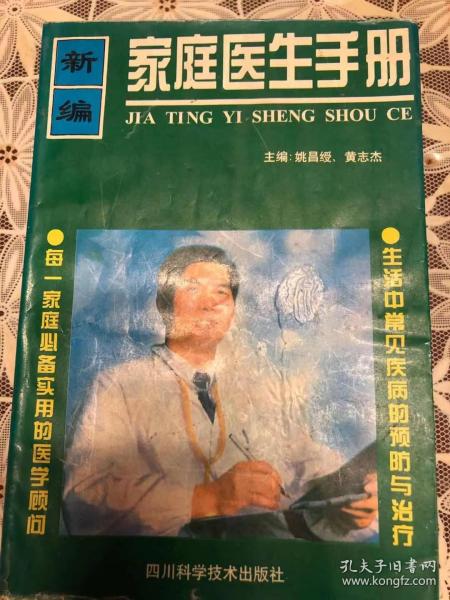 新编
家庭医生手册
JIA TING YI SHENG SHOU CE
主编:姚昌绶、黄志杰
●每一家庭必备实用的医学顾问
●生活中常见疾病的预防与治疗
四川科学技术出版社
孔夫子旧书网
www.kongfz.com